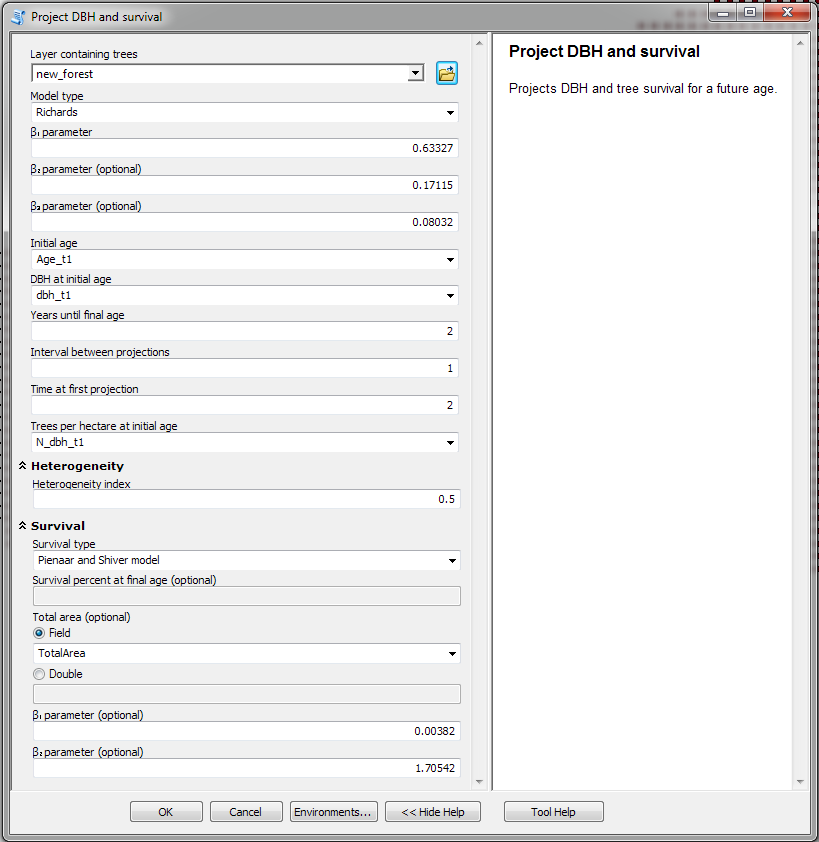 Project DBH and survival
Layer containing trees
new_forest
Model type
Richards
β₁ parameter
0.63327
β₂ parameter (optional)
0.17115
β₃ parameter (optional)
0.08032
Initial age
Age_t1
DBH at initial age
dbh_t1
Years until final age
2
Interval between projections
1
Time at first projection
2
Trees per hectare at initial age
N_dbh_t1
Heterogeneity
Heterogeneity index
0.5
Survival
Survival type
Pienaar and Shiver model
Survival percent at final age (optional)
Total area (optional)
Field
TotalArea
Double
β₁ parameter (optional)
0.00382
β₂ parameter (optional)
1.70542
Project DBH and survival
Projects DBH and tree survival for a future age.
OK
Cancel
Environments...
<< Hide Help
Tool Help